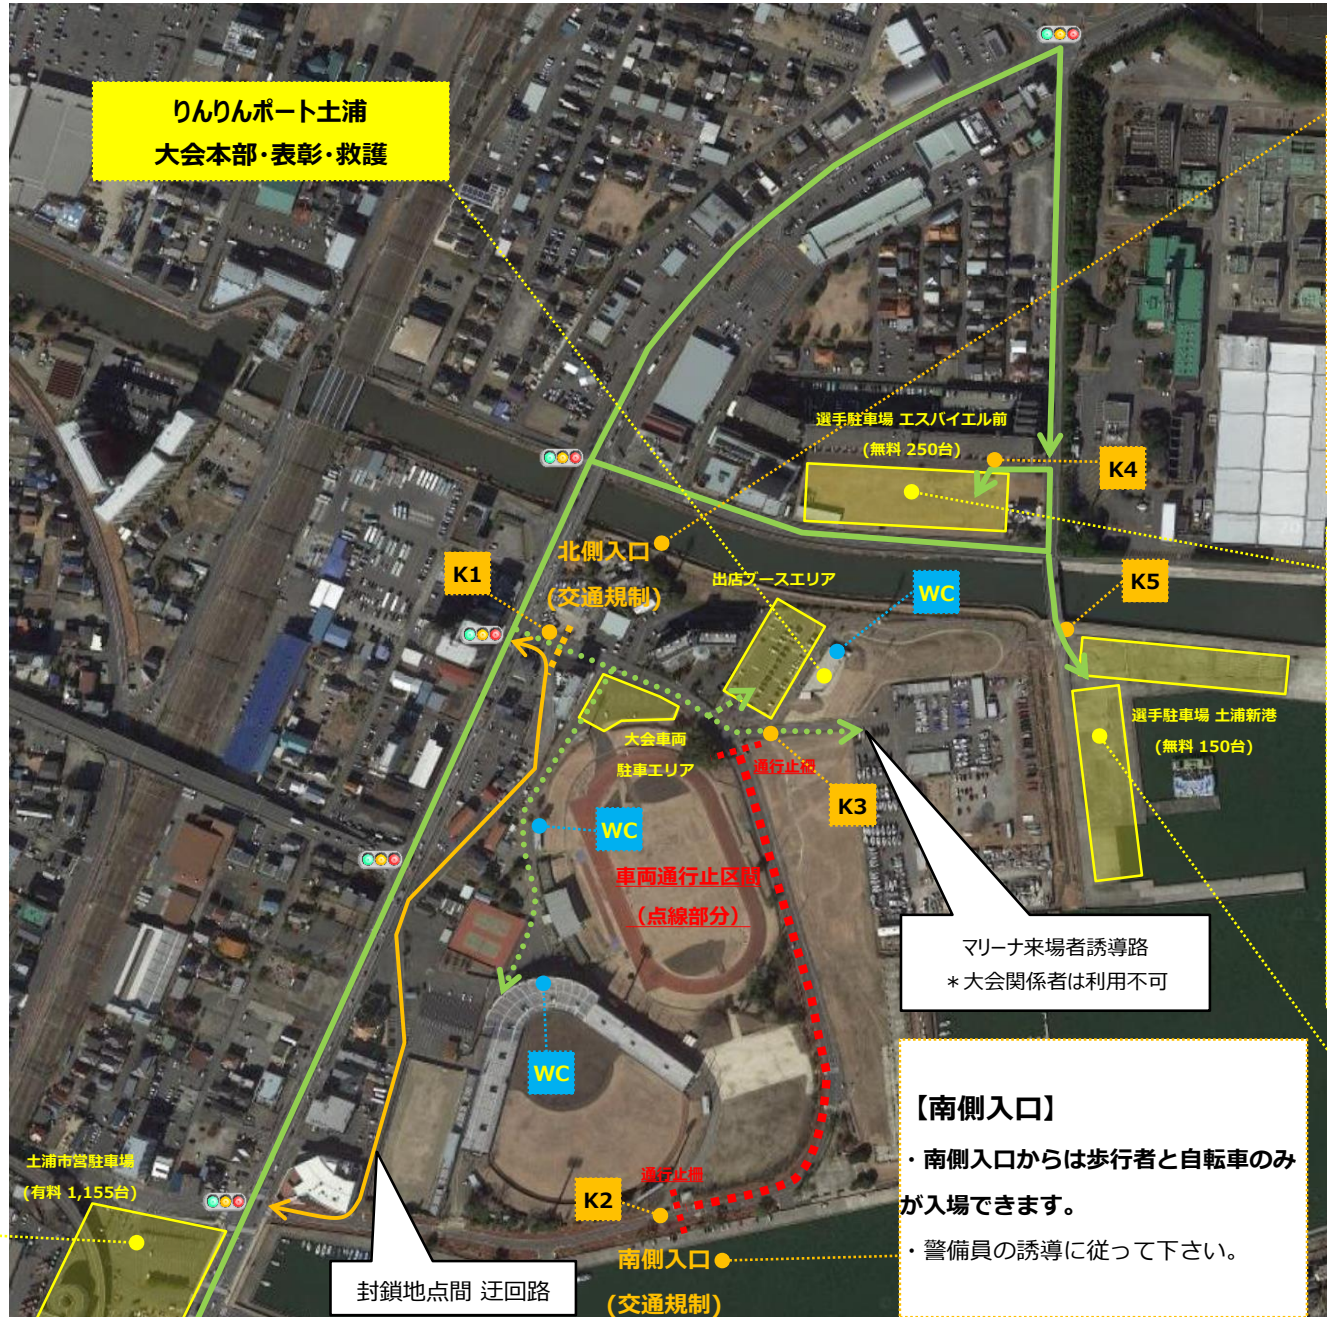 りんりんポート土浦
大会本部・表彰・救護
選手駐車場 エスバイエル前
(無料 250台)
K4
北側入口
(交通規制)
K1
出店ブースエリア
WC
K5
選手駐車場 土浦新港
(無料 150台)
大会車両
駐車エリア
通行止柵
K3
WC
車両通行止区間
（点線部分）
マリーナ来場者誘導路
＊大会関係者は利用不可
WC
【南側入口】
・南側入口からは歩行者と自転車のみ
が入場できます。
・警備員の誘導に従って下さい。
土浦市営駐車場
(有料 1,155台)
通行止柵
K2
南側入口
(交通規制)
封鎖地点間 迂回路